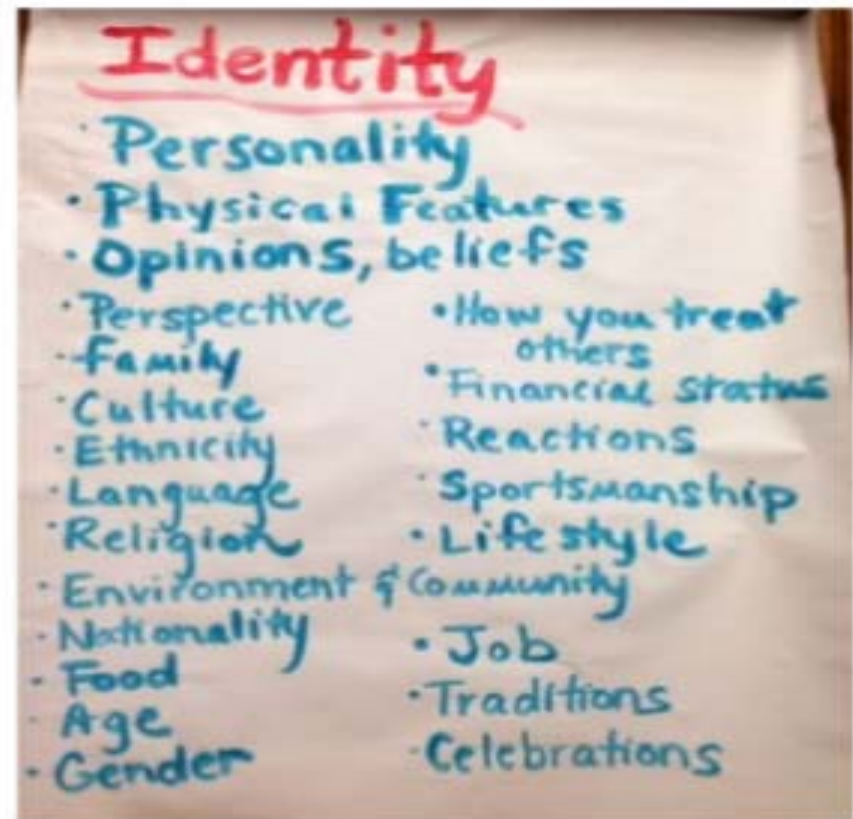 Identity
· Personality
· Physical Features
· Opinions, beliefs
· Perspective
· Family
· Culture
· Ethnicity
· Language
· Religion
· Environment & Community
· Nationality
· Food
· Age
· Gender
· How you treat
others
· Financial status
· Reactions
· Sportsmanship
· Lifestyle
· Job
· Traditions
· Celebrations